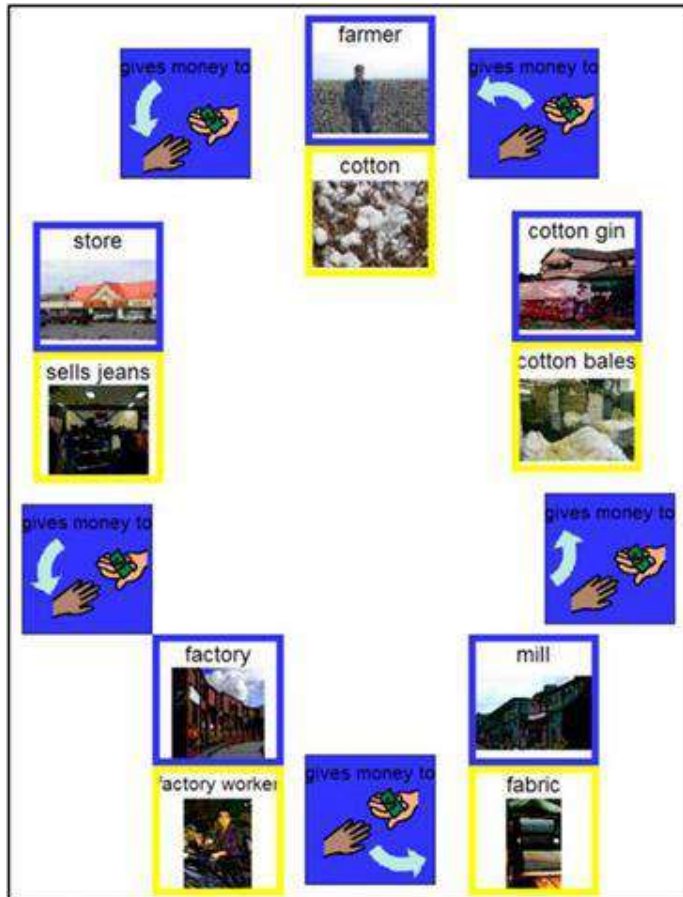 farmer
gives money to
gives money to
cotton
store
cotton gin
sells jeans
cotton bales
gives money to
gives money to
factory
mill
gives money to
factory worker
fabric